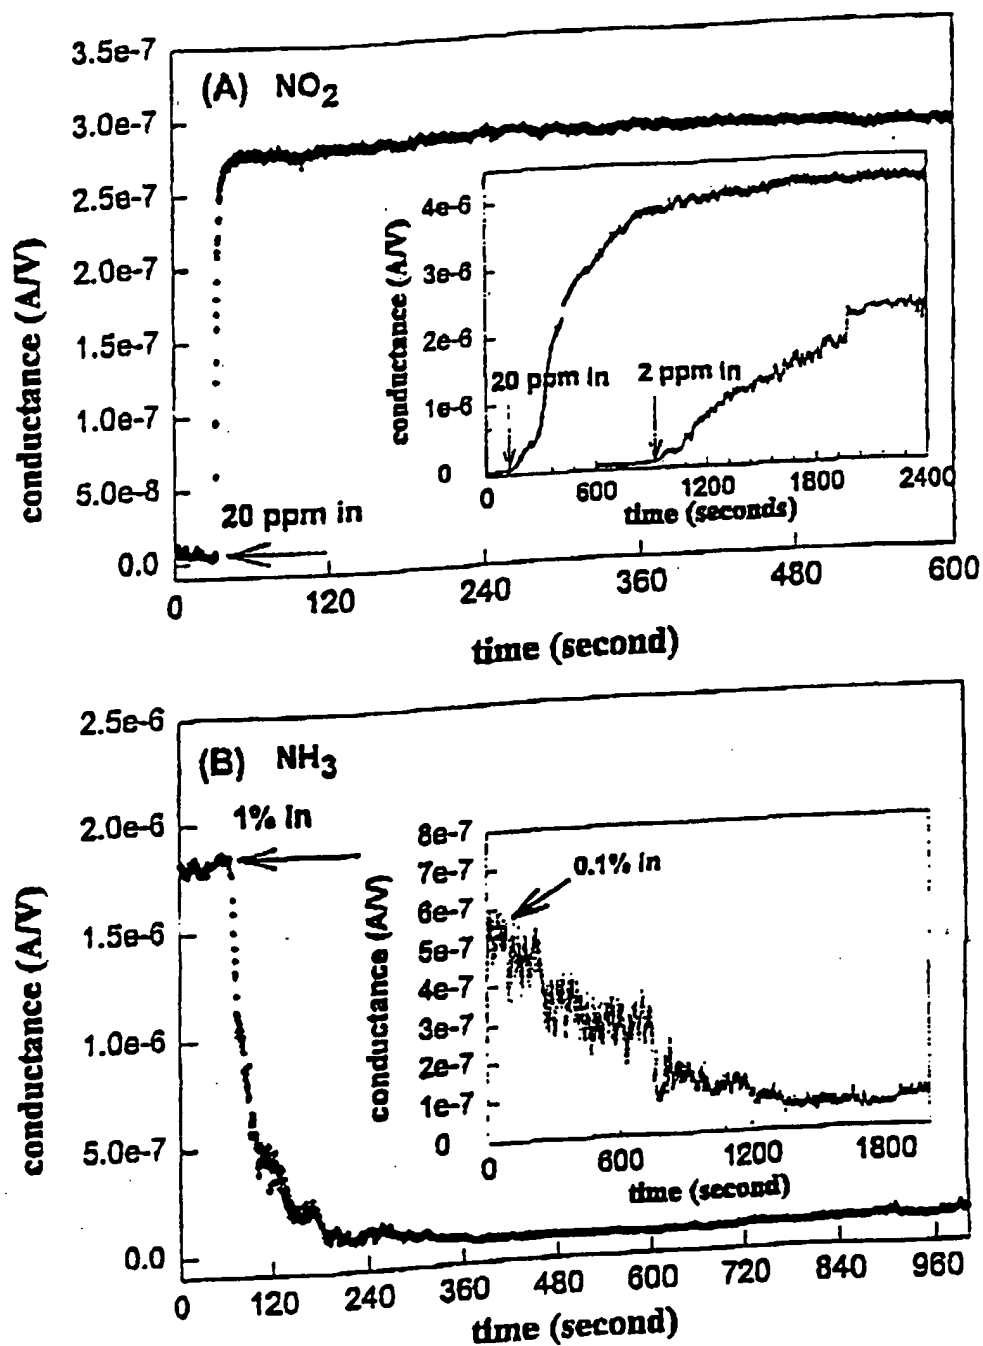 (A) NO2
conductance (A/V)
3.5e-7
3.0e-7
2.5e-7
2.0e-7
1.5e-7
1.0e-7
5.0e-8
0.0
20 ppm in
0 120 240 360 480 600
time (second)
conductance (A/V)
4e-6
3e-6
2e-6
1e-6
0
20 ppm in 2 ppm in
0 600 1200 1800 2400
time (seconds)
(B) NH3
conductance (A/V)
2.5e-6
2.0e-6
1.5e-6
1.0e-6
5.0e-7
0.0
1% in
0 120 240 360 480 600 720 840 960
time (second)
conductance (A/V)
8e-7
7e-7
6e-7
5e-7
4e-7
3e-7
2e-7
1e-7
0
0.1% in
0 600 1200 1800
time (second)